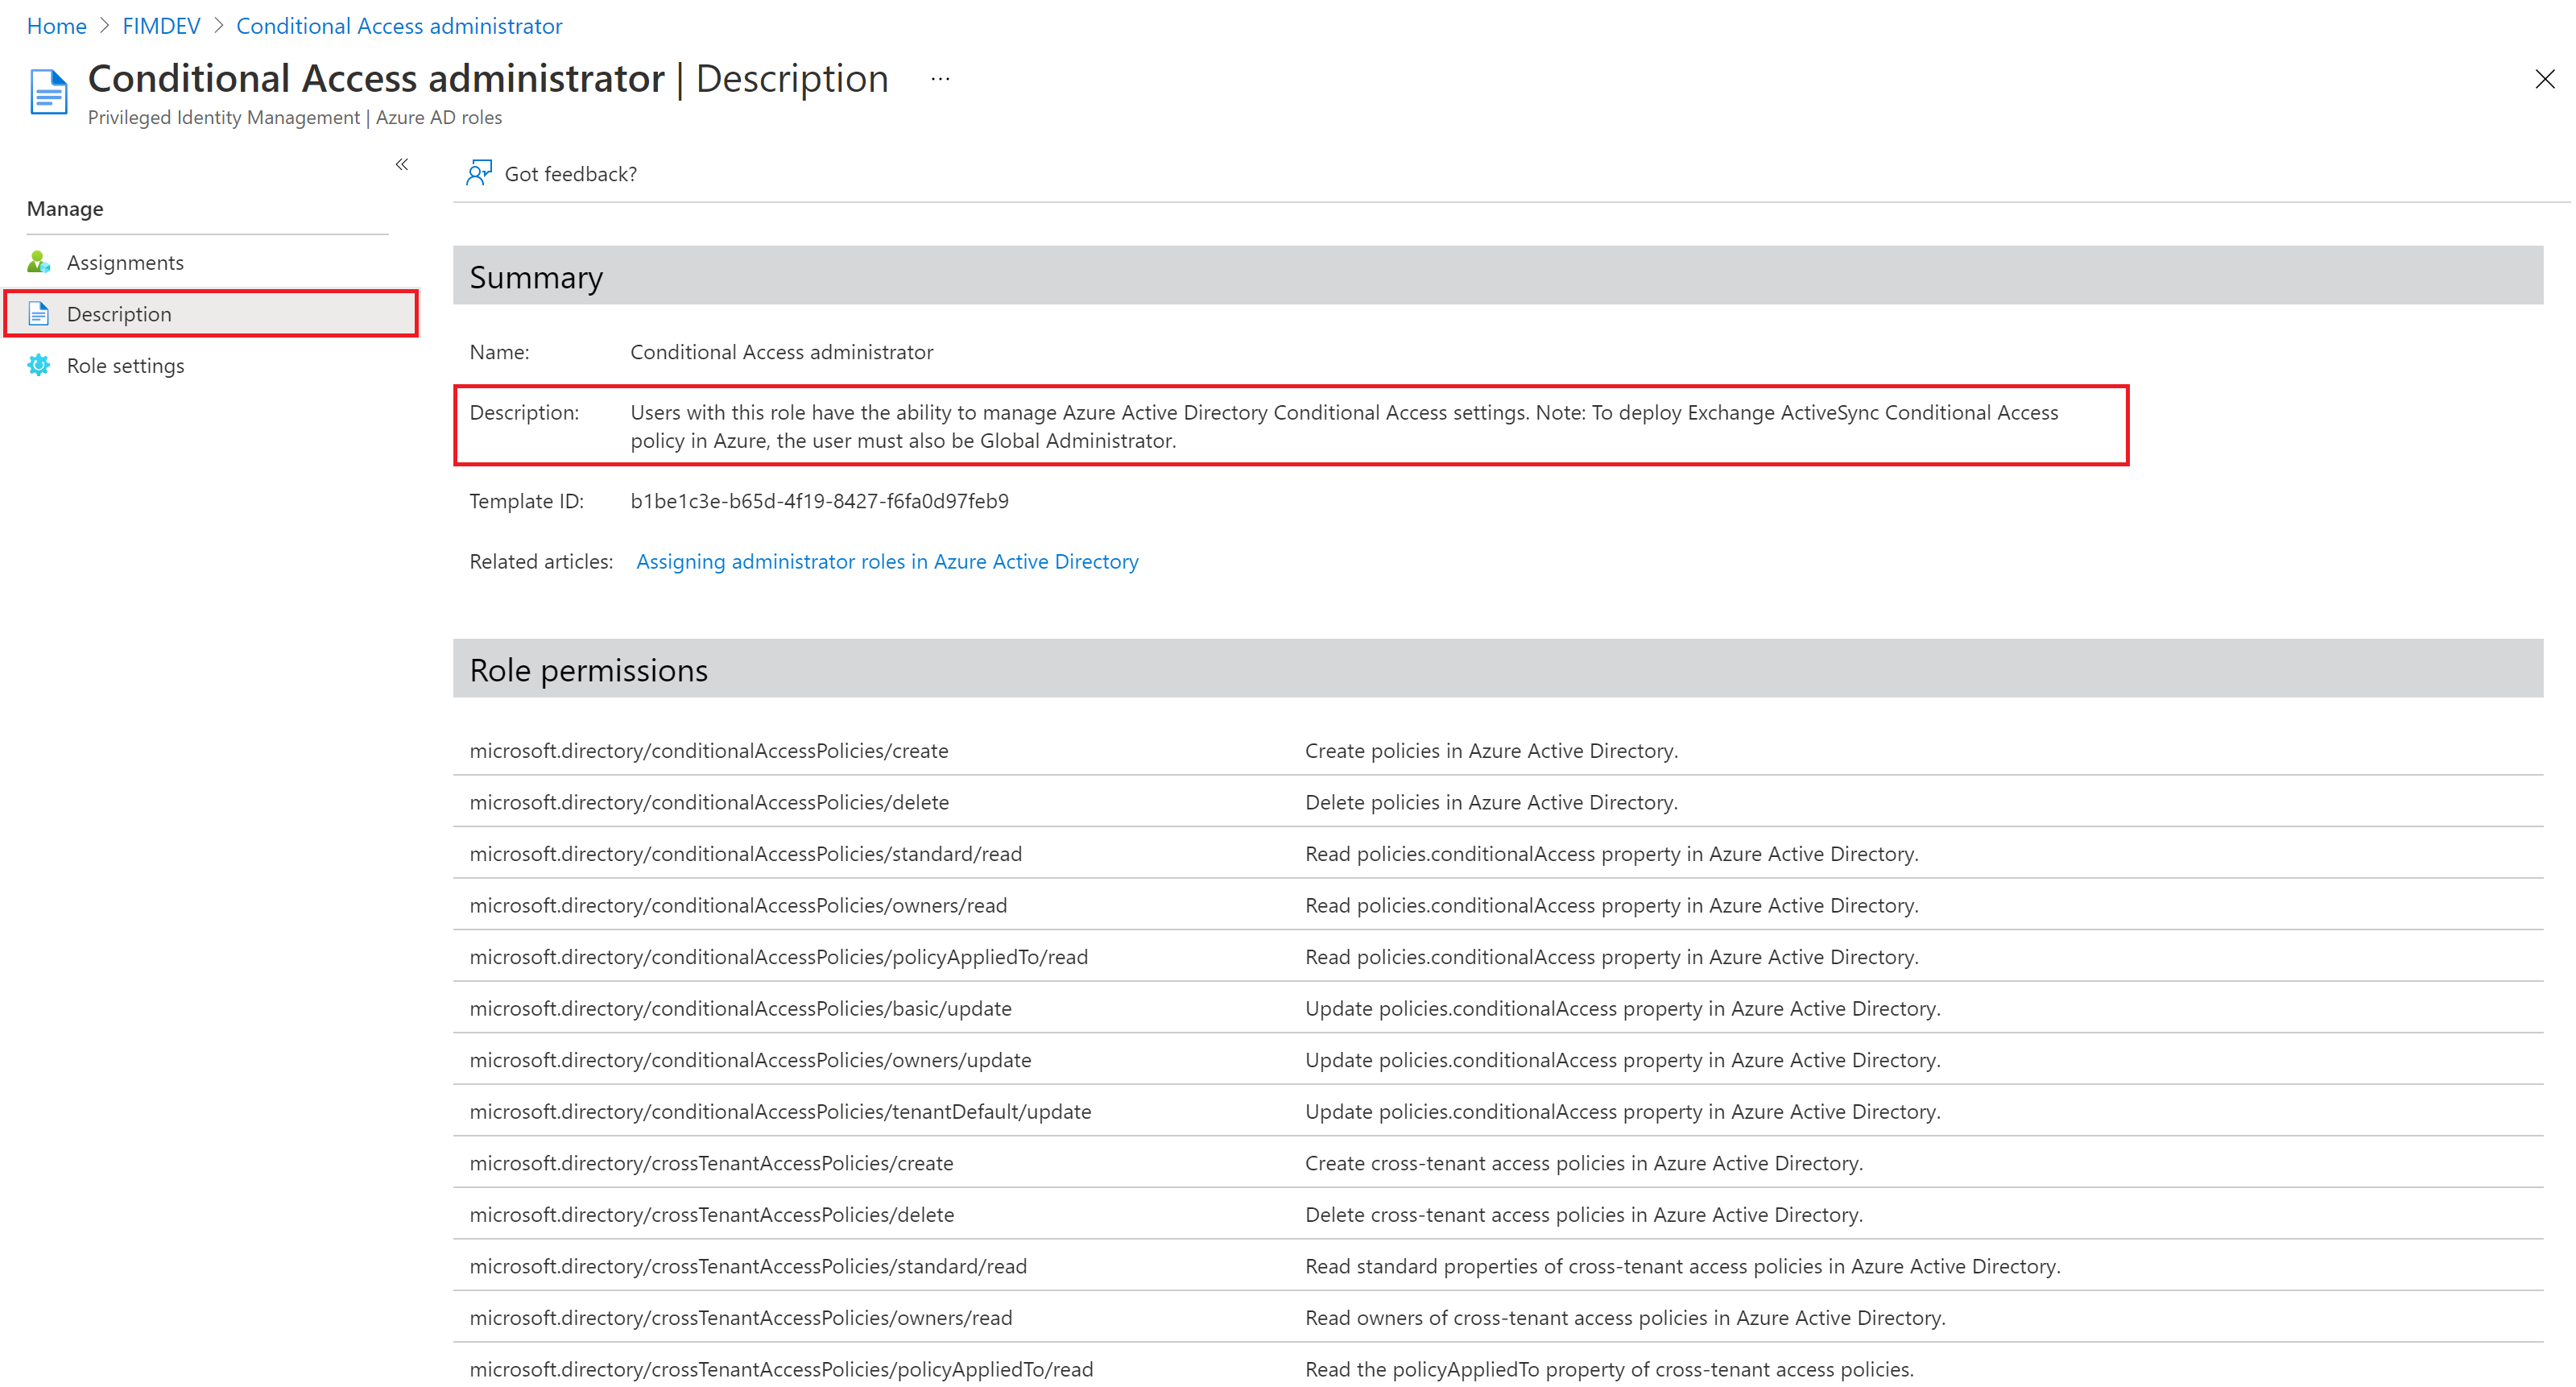 Home > FIMDEV > Conditional Access administrator
Conditional Access administrator | Description ...
Privileged Identity Management | Azure AD roles
«
Got feedback?
Manage
Assignments
Description
Role settings
Summary
Name: Conditional Access administrator
Description: Users with this role have the ability to manage Azure Active Directory Conditional Access settings. Note: To deploy Exchange ActiveSync Conditional Access
policy in Azure, the user must also be Global Administrator.
Template ID: b1be1c3e-b65d-4f19-8427-f6fa0d97feb9
Related articles: Assigning administrator roles in Azure Active Directory
Role permissions
microsoft.directory/conditionalAccessPolicies/create Create policies in Azure Active Directory.
microsoft.directory/conditionalAccessPolicies/delete Delete policies in Azure Active Directory.
microsoft.directory/conditionalAccessPolicies/standard/read Read policies.conditionalAccess property in Azure Active Directory.
microsoft.directory/conditionalAccessPolicies/owners/read Read policies.conditionalAccess property in Azure Active Directory.
microsoft.directory/conditionalAccessPolicies/policyAppliedTo/read Read policies.conditionalAccess property in Azure Active Directory.
microsoft.directory/conditionalAccessPolicies/basic/update Update policies.conditionalAccess property in Azure Active Directory.
microsoft.directory/conditionalAccessPolicies/owners/update Update policies.conditionalAccess property in Azure Active Directory.
microsoft.directory/conditionalAccessPolicies/tenantDefault/update Update policies.conditionalAccess property in Azure Active Directory.
microsoft.directory/crossTenantAccessPolicies/create Create cross-tenant access policies in Azure Active Directory.
microsoft.directory/crossTenantAccessPolicies/delete Delete cross-tenant access policies in Azure Active Directory.
microsoft.directory/crossTenantAccessPolicies/standard/read Read standard properties of cross-tenant access policies in Azure Active Directory.
microsoft.directory/crossTenantAccessPolicies/owners/read Read owners of cross-tenant access policies in Azure Active Directory.
microsoft.directory/crossTenantAccessPolicies/policyAppliedTo/read Read the policyAppliedTo property of cross-tenant access policies.